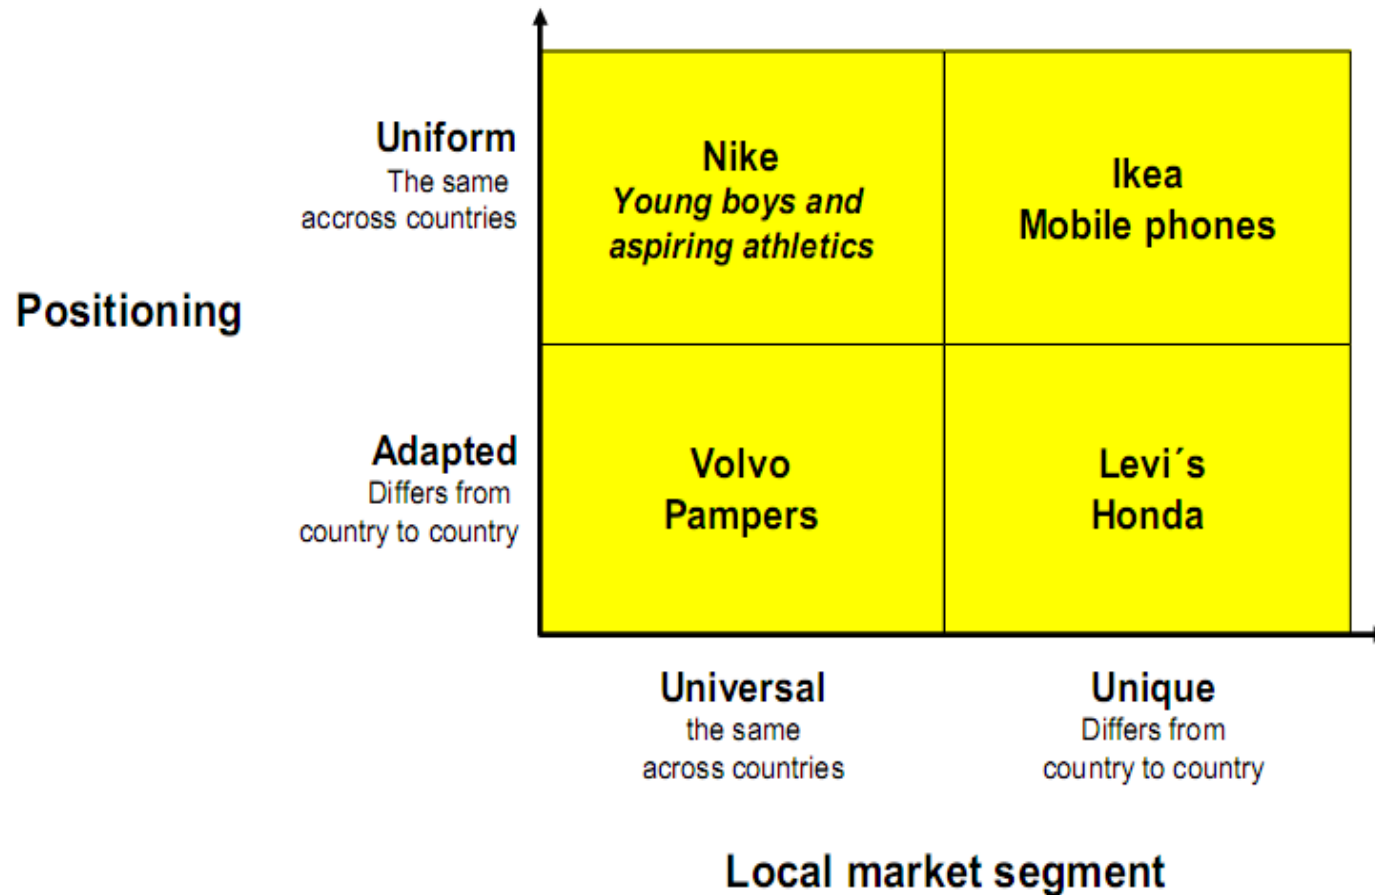 Uniform
The same
accross countries
Nike
Young boys and
aspiring athletics
Ikea
Mobile phones
Positioning
Adapted
Differs from
country to country
Volvo
Pampers
Levi´s
Honda
Universal
the same
across countries
Unique
Differs from
country to country
Local market segment